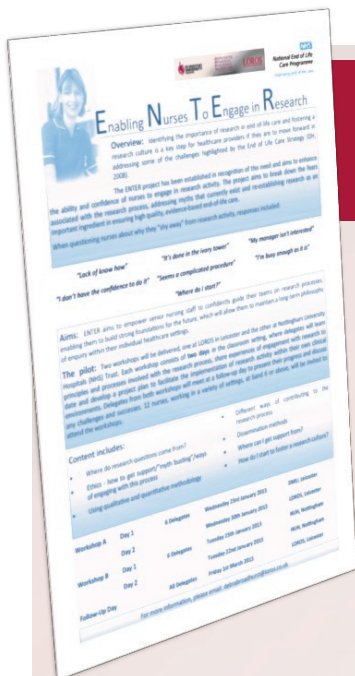 LOROS
NHS
National End of Life
Care Programme
Enabling Nurses To Engage in Research
Overview: Identifying the importance of research in end of life care and fostering a
research culture is a key step for healthcare providers if they are to move forward in
addressing some of the challenges highlighted by the End of Life Care Strategy (DH,
2008).
The ENTER project has been established in recognition of this need and aims to enhance
the ability and confidence of nurses to engage in research activity. The project aims to break down the fears
associated with the research process, addressing myths that currently exist and re-establishing research as an
important ingredient in ensuring high quality, evidence-based end-of-life care.
When questioning nurses about why they "shy away" from research activity, responses included:
"Lack of know how" "It's done in the ivory tower" "My manager isn't interested"
"I don't have the confidence to do it" "Seems a complicated procedure" "I'm busy enough as it is"
"Where do I start?"
Aims: ENTER aims to empower senior nursing staff to confidently guide their teams on research processes,
enabling them to build strong foundations for the future, which will allow them to maintain a long-term philosophy
of enquiry within their individual healthcare settings.
The pilot: Two workshops will be delivered, one at LOROS in Leicester and the other at Nottingham University
Hospitals (NHS) Trust. Each workshop consists of two days in the classroom setting, where delegates will learn
principles and processes involved with the research process, share experiences of engagement with research to
date and develop a project plan to facilitate the implementation of research activity within their own clinical
environments. Delegates from both workshops will meet at a follow-up day to present their progress and discuss
any challenges and successes. 12 nurses, working in a variety of settings, at band 6 or above, will be invited to
attend the workshops.
Content includes:
• Where do research questions come from?
• Ethics - how to get support/"myth busting"/ways
of engaging with this process
• Using qualitative and quantitative methodology
• Different ways of contributing to the
research process
• Dissemination methods
• Where can I get support from?
• How do I start to foster a research culture?
Workshop A Day 1 6 Delegates Wednesday 23rd January 2013 LOROS, Leicester
Day 2 Wednesday 30th January 2013 LOROS, Leicester
Workshop B Day 1 6 Delegates Tuesday 15th January 2013 NUH, Nottingham
Day 2 Tuesday 22nd January 2013 NUH, Nottingham
Follow-Up Day All Delegates Friday 1st March 2013 LOROS, Leicester
For more information, please email: